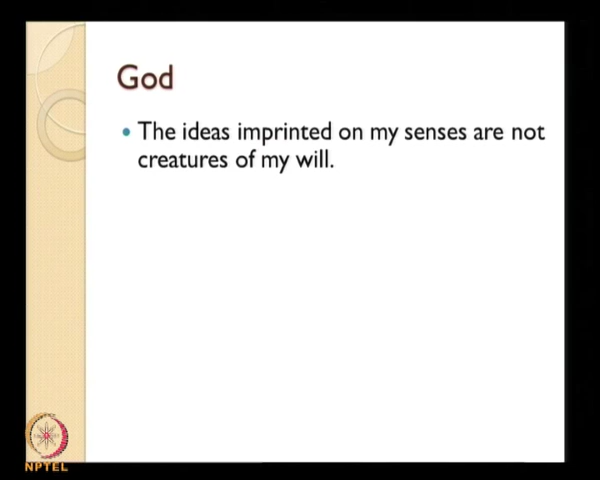 God
• The ideas imprinted on my senses are not
creatures of my will.
NPTEL